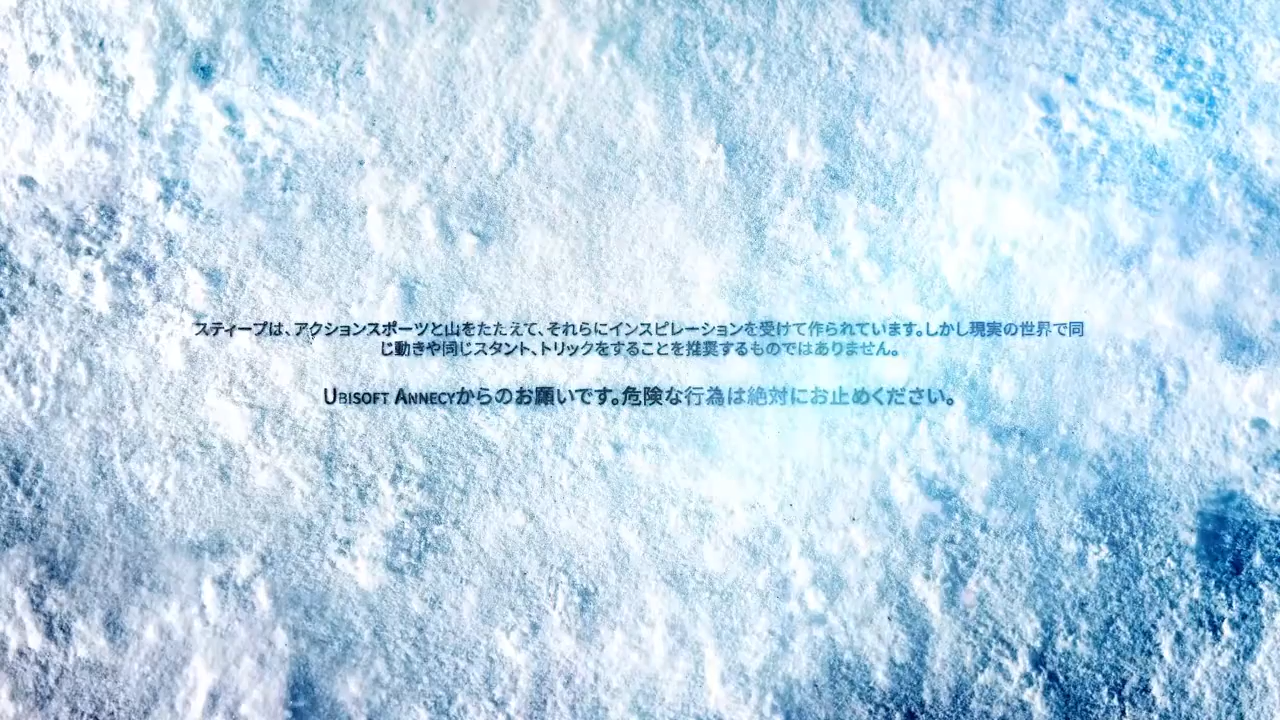 スティープは、アクションスポーツと山をたたえて、それらにインスピレーションを受けて作られています。しかし現実の世界で同
じ動きや同じスタント、トリックをすることを推奨するものではありません。
UBISOFT ANNECYからのお願いです。危険な行為は絶対にお止めください。